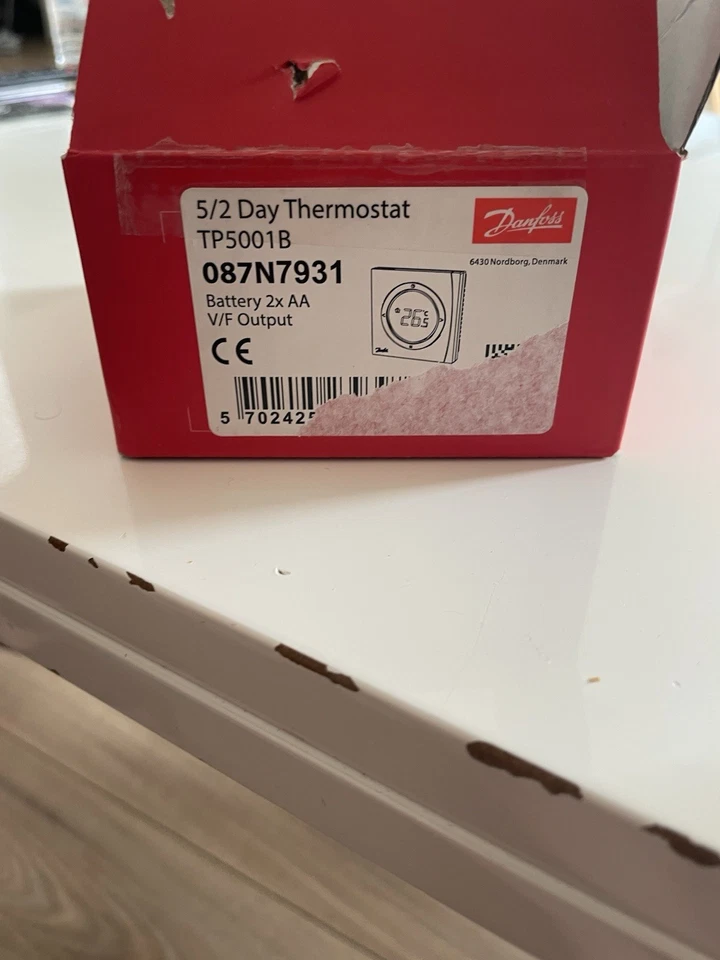 5/2 Day Thermostat
TP5001B
087N7931
Battery 2x AA
V/F Output
CE
Danfoss
6430 Nordborg, Denmark
26.5°C
Danfoss
5 702425